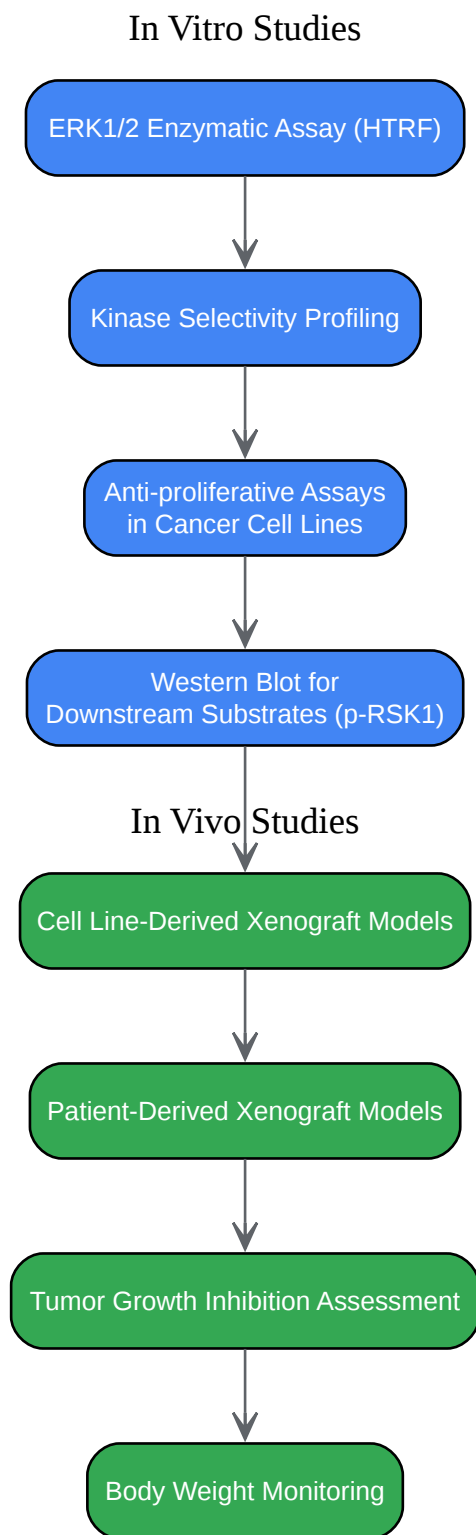 In Vitro Studies
ERK1/2 Enzymatic Assay (HTRF)
Kinase Selectivity Profiling
Anti-proliferative Assays
in Cancer Cell Lines
Western Blot for
Downstream Substrates (p-RSK1)
In Vivo Studies
Cell Line-Derived Xenograft Models
Patient-Derived Xenograft Models
Tumor Growth Inhibition Assessment
Body Weight Monitoring